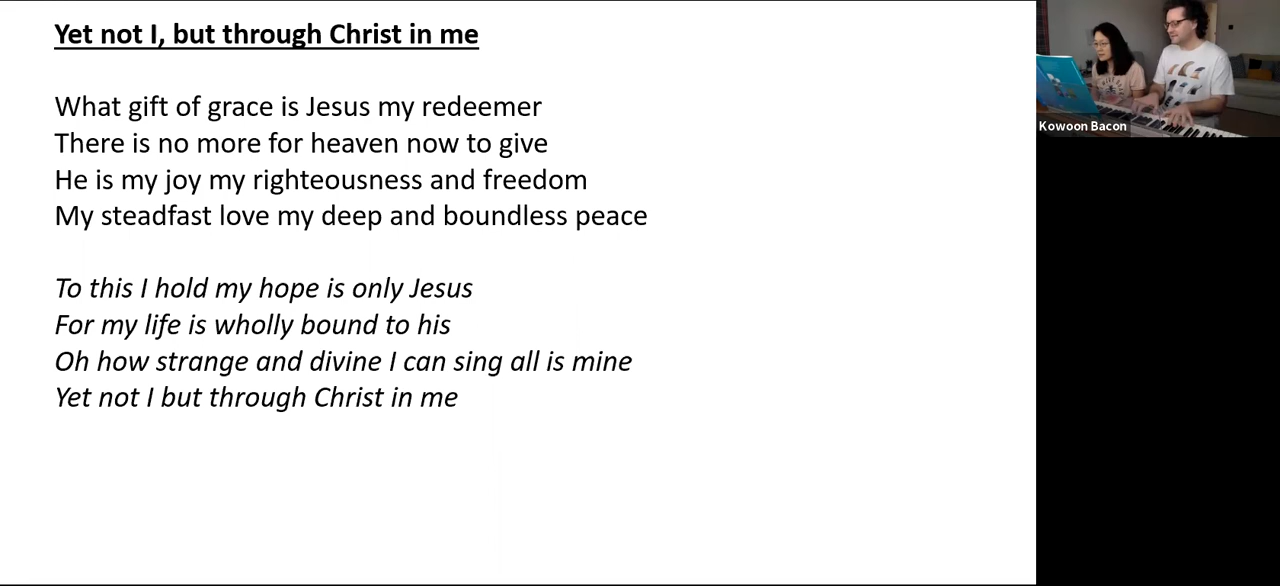 Yet not I, but through Christ in me
What gift of grace is Jesus my redeemer
There is no more for heaven now to give
He is my joy my righteousness and freedom
My steadfast love my deep and boundless peace
To this I hold my hope is only Jesus
For my life is wholly bound to his
Oh how strange and divine I can sing all is mine
Yet not I but through Christ in me
Kowoon Bacon